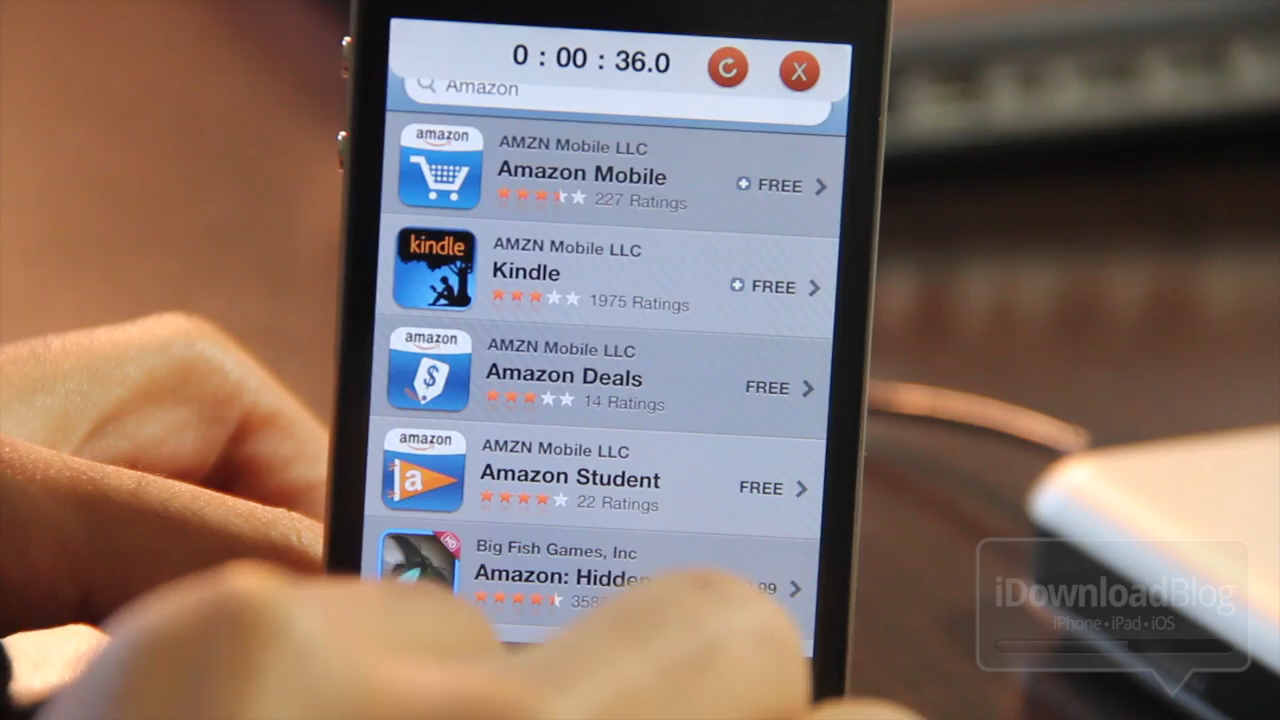 0 : 00 : 36.0
Amazon
amazon
AMZN Mobile LLC
Amazon Mobile
227 Ratings
FREE
kindle
AMZN Mobile LLC
Kindle
1975 Ratings
FREE
amazon
$
AMZN Mobile LLC
Amazon Deals
14 Ratings
FREE
amazon
a
AMZN Mobile LLC
Amazon Student
22 Ratings
FREE
HD
Big Fish Games, Inc
Amazon:
.99
iDownloadBlog
iPhone • iPad • iOS